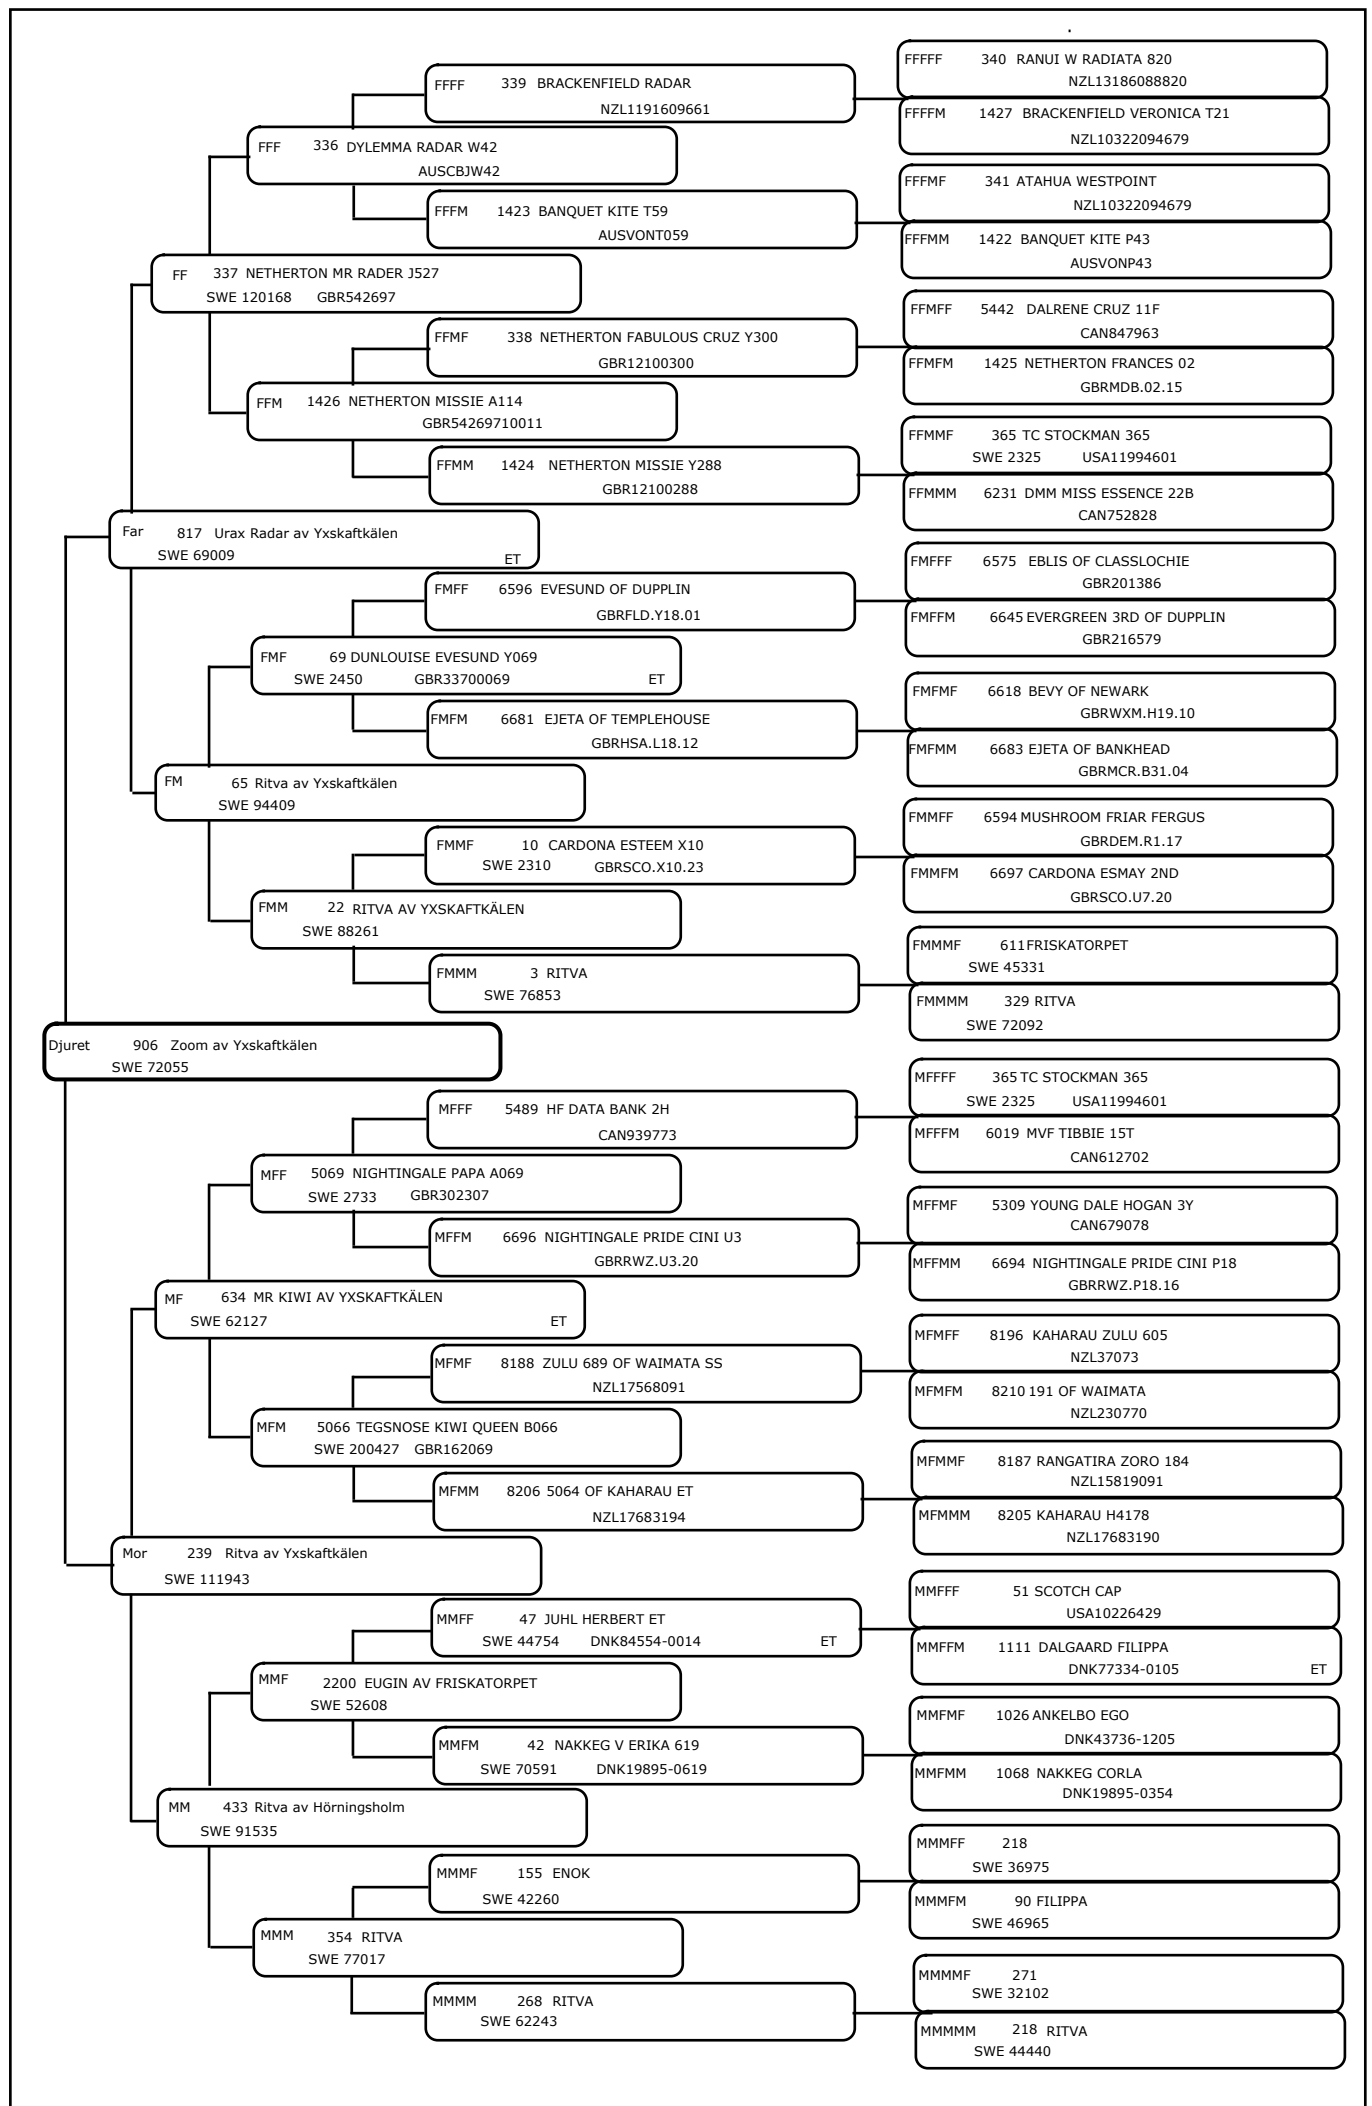 FFFFF 340 RANUI W RADIATA 820
NZL13186088820
FFFF 339 BRACKENFIELD RADAR
NZL1191609661
FFFFM 1427 BRACKENFIELD VERONICA T21
NZL10322094679
FFF 336 DYLEMMA RADAR W42
AUSCBJW42
FFFMF 341 ATAHUA WESTPOINT
NZL10322094679
FFFM 1423 BANQUET KITE T59
AUSVONT059
FFFMM 1422 BANQUET KITE P43
AUSVONP43
FF 337 NETHERTON MR RADER J527
SWE 120168 GBR542697
FFMFF 5442 DALRENE CRUZ 11F
CAN847963
FFMF 338 NETHERTON FABULOUS CRUZ Y300
GBR12100300
FFMFM 1425 NETHERTON FRANCES 02
GBRMDB.02.15
FFM 1426 NETHERTON MISSIE A114
GBR54269710011
FFMMF 365 TC STOCKMAN 365
SWE 2325 USA11994601
FFMM 1424 NETHERTON MISSIE Y288
GBR12100288
FFMMM 6231 DMM MISS ESSENCE 22B
CAN752828
Far 817 Urax Radar av Yxskaftkälen
SWE 69009 ET
FMFFF 6575 EBLIS OF CLASSLOCHIE
GBR201386
FMFF 6596 EVESUND OF DUPPLIN
GBRFLD.Y18.01
FMFFM 6645 EVERGREEN 3RD OF DUPPLIN
GBR216579
FMF 69 DUNLOUISE EVESUND Y069
SWE 2450 GBR33700069 ET
FMFMF 6618 BEVY OF NEWARK
GBRWXM.H19.10
FMFM 6681 EJETA OF TEMPLEHOUSE
GBRHSA.L18.12
FMFMM 6683 EJETA OF BANKHEAD
GBRMCR.B31.04
FM 65 Ritva av Yxskaftkälen
SWE 94409
FMMFF 6594 MUSHROOM FRIAR FERGUS
GBRDEM.R1.17
FMMF 10 CARDONA ESTEEM X10
SWE 2310 GBRSCO.X10.23
FMMFM 6697 CARDONA ESMAY 2ND
GBRSCO.U7.20
FMM 22 RITVA AV YXSKAFTKÄLEN
SWE 88261
FMMMF 611 FRISKATORPET
SWE 45331
FMMM 3 RITVA
SWE 76853
FMMMM 329 RITVA
SWE 72092
Djuret 906 Zoom av Yxskaftkälen
SWE 72055
MFFFF 365 TC STOCKMAN 365
SWE 2325 USA11994601
MFFF 5489 HF DATA BANK 2H
CAN939773
MFFFM 6019 MVF TIBBIE 15T
CAN612702
MFF 5069 NIGHTINGALE PAPA A069
SWE 2733 GBR302307
MFFMF 5309 YOUNG DALE HOGAN 3Y
CAN679078
MFFM 6696 NIGHTINGALE PRIDE CINI U3
GBRRWZ.U3.20
MFFMM 6694 NIGHTINGALE PRIDE CINI P18
GBRRWZ.P18.16
MF 634 MR KIWI AV YXSKAFTKÄLEN
SWE 62127 ET
MFMFF 8196 KAHARAU ZULU 605
NZL37073
MFMF 8188 ZULU 689 OF WAIMATA SS
NZL17568091
MFMFM 8210 191 OF WAIMATA
NZL230770
MFM 5066 TEGSNOSE KIWI QUEEN B066
SWE 200427 GBR162069
MFMMF 8187 RANGATIRA ZORO 184
NZL15819091
MFMM 8206 5064 OF KAHARAU ET
NZL17683194
MFMMM 8205 KAHARAU H4178
NZL17683190
Mor 239 Ritva av Yxskaftkälen
SWE 111943
MMFFF 51 SCOTCH CAP
USA10226429
MMFF 47 JUHL HERBERT ET
SWE 44754 DNK84554-0014 ET
MMFFM 1111 DALGAARD FILIPPA
DNK77334-0105 ET
MMF 2200 EUGIN AV FRISKATORPET
SWE 52608
MMFMF 1026 ANKELBO EGO
DNK43736-1205
MMFM 42 NAKKEG V ERIKA 619
SWE 70591 DNK19895-0619
MMFMM 1068 NAKKEG CORLA
DNK19895-0354
MM 433 Ritva av Hörningsholm
SWE 91535
MMMFF 218
SWE 36975
MMMF 155 ENOK
SWE 42260
MMMFM 90 FILIPPA
SWE 46965
MMM 354 RITVA
SWE 77017
MMMMF 271
SWE 32102
MMMM 268 RITVA
SWE 62243
MMMMM 218 RITVA
SWE 44440